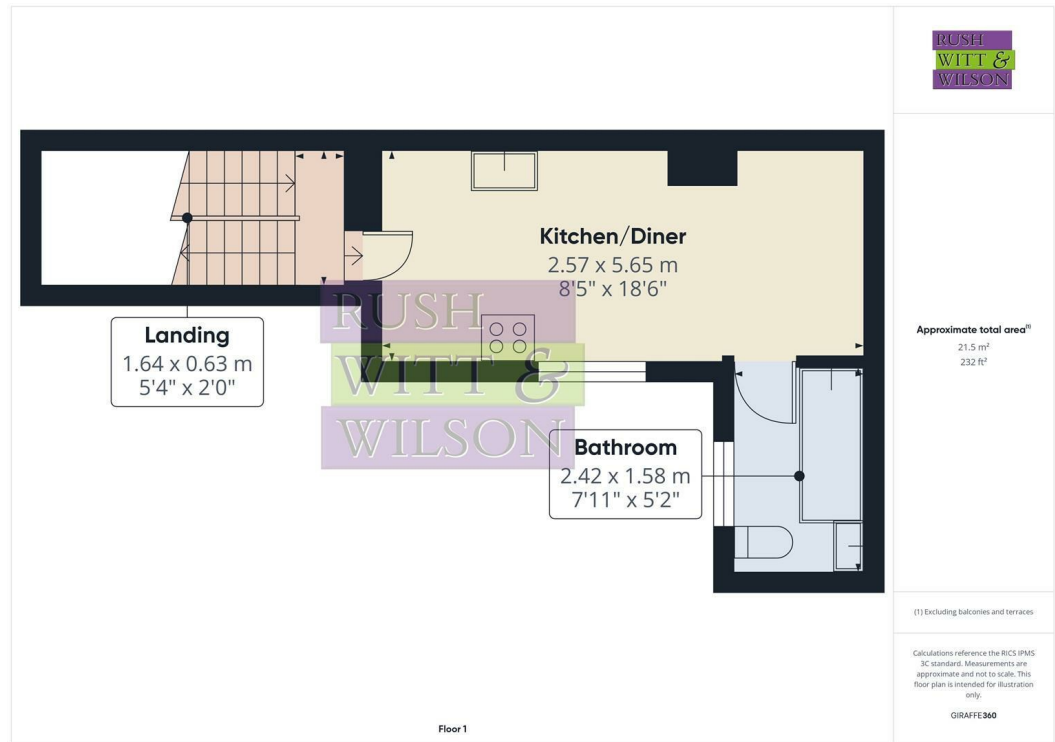 RUSH
WITT &
WILSON
Kitchen/Diner
2.57 x 5.65 m
8'5" x 18'6"
Landing
1.64 x 0.63 m
5'4" x 2'0"
RUSH
WITT &
WILSON
Bathroom
2.42 x 1.58 m
7'11" x 5'2"
Approximate total area(1)
21.5 m²
232 ft²
(1) Excluding balconies and terraces
Calculations reference the RICS IPMS
3C standard. Measurements are
approximate and not to scale. This
floor plan is intended for illustration
only.
GIRAFFE360
Floor 1